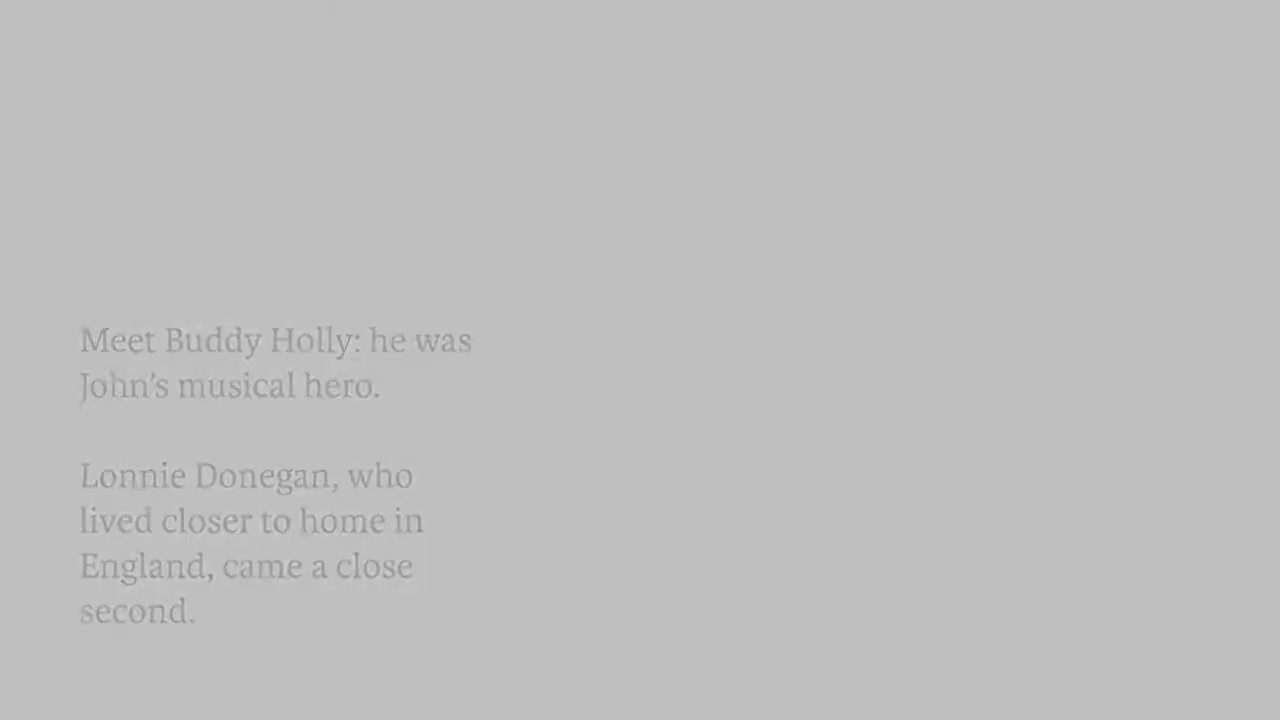 Meet Buddy Holly: he was
John’s musical hero.
Lonnie Donegan, who
lived closer to home in
England, came a close
second.